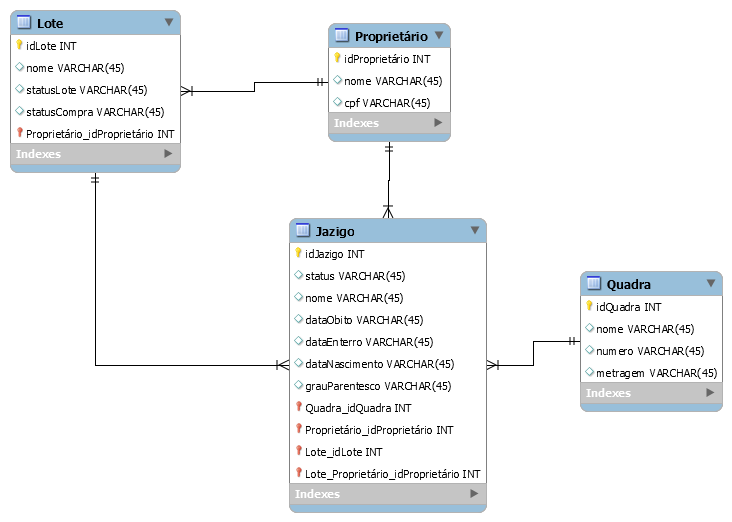 Lote
idLote INT
nome VARCHAR(45)
statusLote VARCHAR(45)
statusCompra VARCHAR(45)
Proprietário_idProprietário INT
Indexes
Proprietário
idProprietário INT
nome VARCHAR(45)
cpf VARCHAR(45)
Indexes
Jazigo
idJazigo INT
status VARCHAR(45)
nome VARCHAR(45)
dataObito VARCHAR(45)
dataEnterro VARCHAR(45)
dataNascimento VARCHAR(45)
grauParentesco VARCHAR(45)
Quadra_idQuadra INT
Proprietário_idProprietário INT
Lote_idLote INT
Lote_Proprietário_idProprietário INT
Indexes
Quadra
idQuadra INT
nome VARCHAR(45)
numero VARCHAR(45)
metragem VARCHAR(45)
Indexes